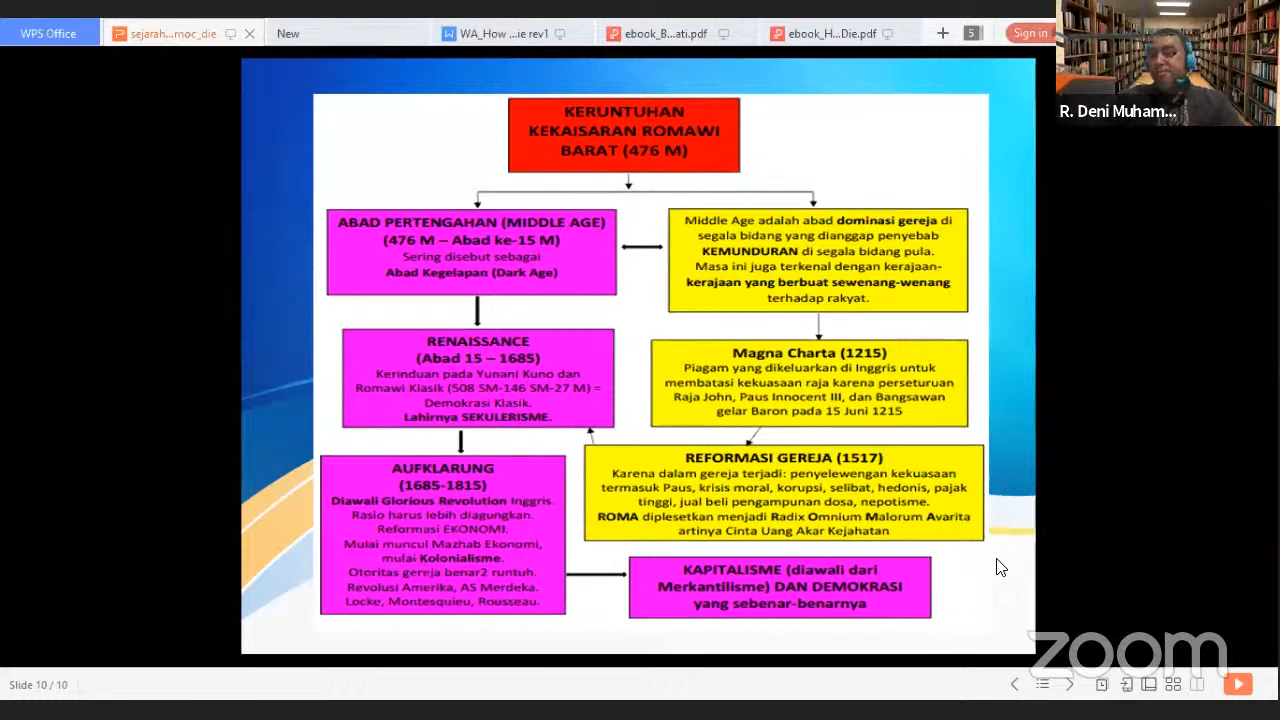 WPS Office
sejarah...moc_die
New
WA_How ...ie rev1
ebook_B...ati.pdf
ebook_H...Die.pdf
5
Sign in
R. Deni Muham...
KERUNTUHAN
KEKAISARAN ROMAWI
BARAT (476 M)
ABAD PERTENGAHAN (MIDDLE AGE)
(476 M – Abad ke-15 M)
Sering disebut sebagai
Abad Kegelapan (Dark Age)
Middle Age adalah abad dominasi gereja di
segala bidang yang dianggap penyebab
KEMUNDURAN di segala bidang pula.
Masa ini juga terkenal dengan kerajaan-
kerajaan yang berbuat sewenang-wenang
terhadap rakyat.
RENAISSANCE
(Abad 15 – 1685)
Kerinduan pada Yunani Kuno dan
Romawi Klasik (508 SM-146 SM-27 M) =
Demokrasi Klasik.
Lahirnya SEKULERISME.
Magna Charta (1215)
Piagam yang dikeluarkan di Inggris untuk
membatasi kekuasaan raja karena perseturuan
Raja John, Paus Innocent III, dan Bangsawan
gelar Baron pada 15 Juni 1215
REFORMASI GEREJA (1517)
Karena dalam gereja terjadi: penyelewengan kekuasaan
termasuk Paus, krisis moral, korupsi, selibat, hedonis, pajak
tinggi, jual beli pengampunan dosa, nepotisme.
ROMA diplesetkan menjadi Radix Omnium Malorum Avarita
artinya Cinta Uang Akar Kejahatan
AUFKLARUNG
(1685-1815)
Diawali Glorious Revolution Inggris.
Rasio harus lebih diagungkan.
Reformasi EKONOMI.
Mulai muncul Mazhab Ekonomi,
mulai Kolonialisme.
Otoritas gereja benar2 runtuh.
Revolusi Amerika, AS Merdeka.
Locke, Montesquieu, Rousseau.
KAPITALISME (diawali dari
Merkantilisme) DAN DEMOKRASI
yang sebenar-benarnya
zoom
Slide 10 / 10